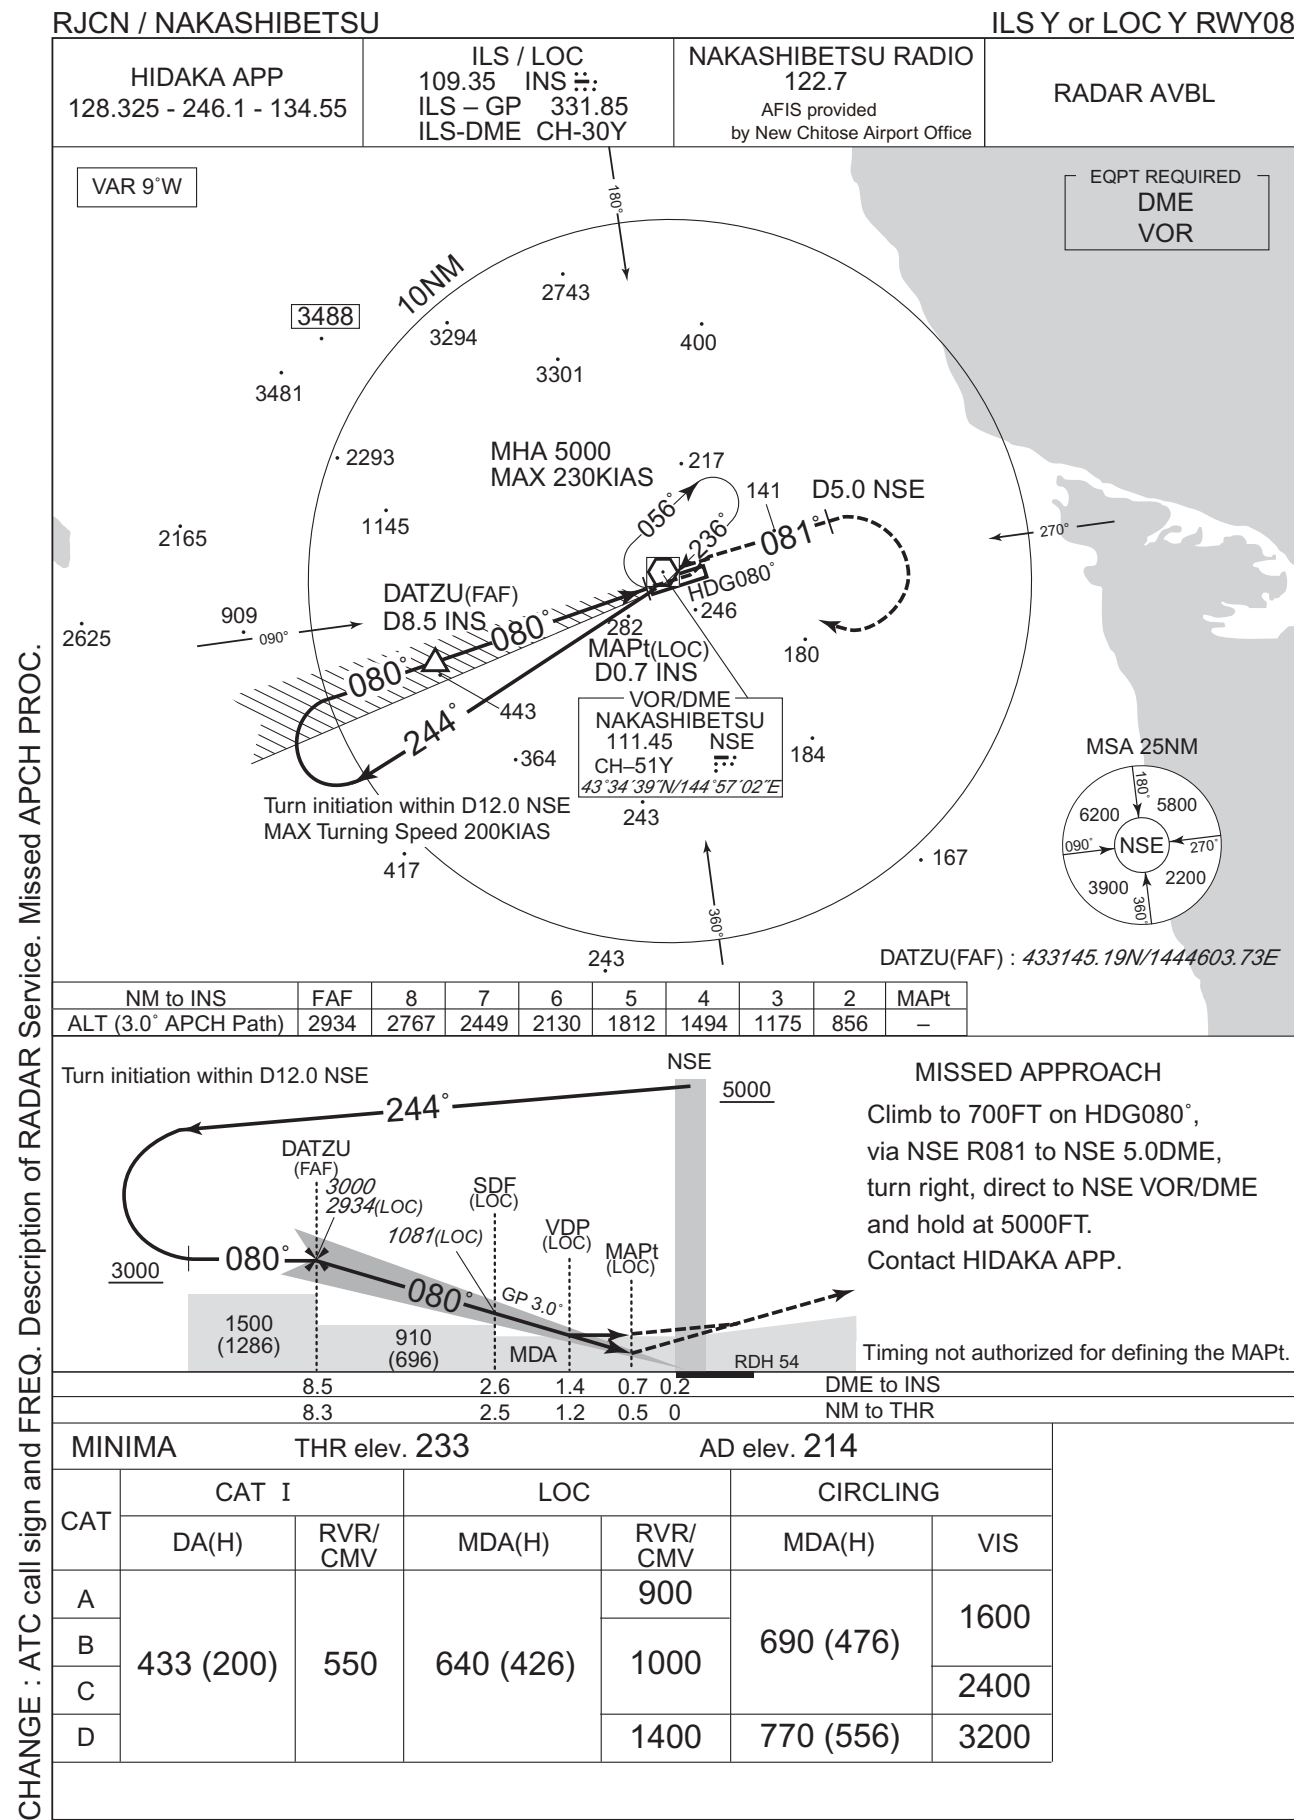 RJCN / NAKASHIBETSU
ILS Y or LOC Y RWY08
HIDAKA APP
128.325 - 246.1 - 134.55
ILS / LOC
109.35 INS
ILS – GP 331.85
ILS-DME CH-30Y
NAKASHIBETSU RADIO
122.7
AFIS provided
by New Chitose Airport Office
RADAR AVBL
VAR 9°W
EQPT REQUIRED
DME
VOR
180°
10NM
2743
3488
3294
400
3301
3481
MHA 5000
MAX 230KIAS
2293
217
141
D5.0 NSE
056°
236°
081°
270°
1145
2165
HDG080°
DATZU(FAF)
D8.5 INS
080°
909
090°
2625
246
282
MAPt(LOC)
D0.7 INS
180
080°
443
244°
VOR/DME
NAKASHIBETSU
111.45 NSE
CH–51Y
43°34´39˝N/144°57´02˝E
364
184
Turn initiation within D12.0 NSE
MAX Turning Speed 200KIAS
243
417
167
360°
243
MSA 25NM
180°
6200
5800
090°
NSE
270°
3900
2200
360°
DATZU(FAF) : 433145.19N/1444603.73E
NM to INS FAF 8 7 6 5 4 3 2 MAPt
ALT (3.0° APCH Path) 2934 2767 2449 2130 1812 1494 1175 856 –
Turn initiation within D12.0 NSE
NSE
5000
244°
DATZU
(FAF)
3000
2934(LOC)
SDF
(LOC)
1081(LOC)
VDP
(LOC)
MAPt
(LOC)
3000
080°
080°
GP 3.0°
1500
(1286)
910
(696)
MDA
RDH 54
MISSED APPROACH
Climb to 700FT on HDG080°,
via NSE R081 to NSE 5.0DME,
turn right, direct to NSE VOR/DME
and hold at 5000FT.
Contact HIDAKA APP.
Timing not authorized for defining the MAPt.
8.5 2.6 1.4 0.7 0.2 DME to INS
8.3 2.5 1.2 0.5 0 NM to THR
MINIMA THR elev. 233 AD elev. 214
CAT CAT I LOC CIRCLING
DA(H) RVR/CMV MDA(H) RVR/CMV MDA(H) VIS
A
B
C
D
433 (200)
550
640 (426)
900
1000
1400
690 (476)
770 (556)
1600
2400
3200
CHANGE : ATC call sign and FREQ. Description of RADAR Service. Missed APCH PROC.